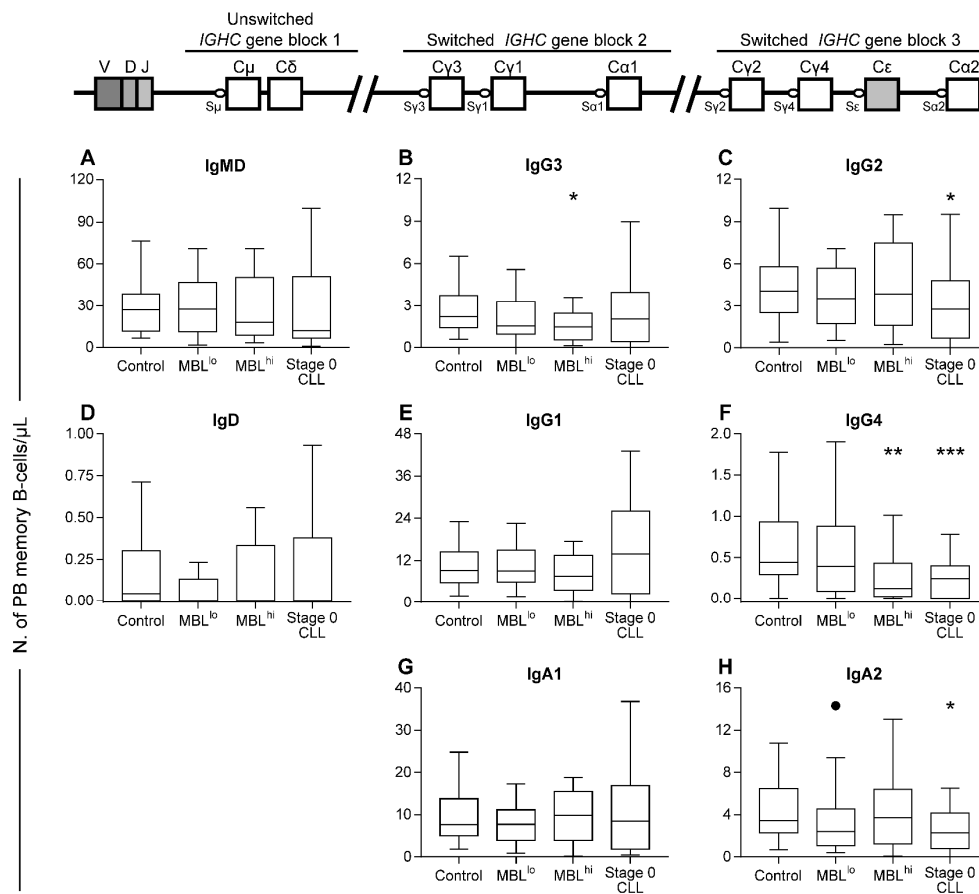 Unswitched
IGHC gene block 1
Switched IGHC gene block 2
Switched IGHC gene block 3
V D J Cμ Cδ Cγ3 Cγ1 Cα1 Cγ2 Cγ4 Cε Cα2
Sμ Sγ3 Sγ1 Sα1 Sγ2 Sγ4 Sε Sα2
N. of PB memory B-cells/μL
A IgMD
120
90
60
30
0
Control MBLlo MBLhi Stage 0
CLL
B IgG3
12
9
6
3
0
*
Control MBLlo MBLhi Stage 0
CLL
C IgG2
12
9
6
3
0
*
Control MBLlo MBLhi Stage 0
CLL
D IgD
1.00
0.75
0.50
0.25
0.00
Control MBLlo MBLhi Stage 0
CLL
E IgG1
48
36
24
12
0
Control MBLlo MBLhi Stage 0
CLL
F IgG4
2.0
1.5
1.0
0.5
0.0
** ***
Control MBLlo MBLhi Stage 0
CLL
G IgA1
40
30
20
10
0
Control MBLlo MBLhi Stage 0
CLL
H IgA2
16
12
8
4
0
● *
Control MBLlo MBLhi Stage 0
CLL